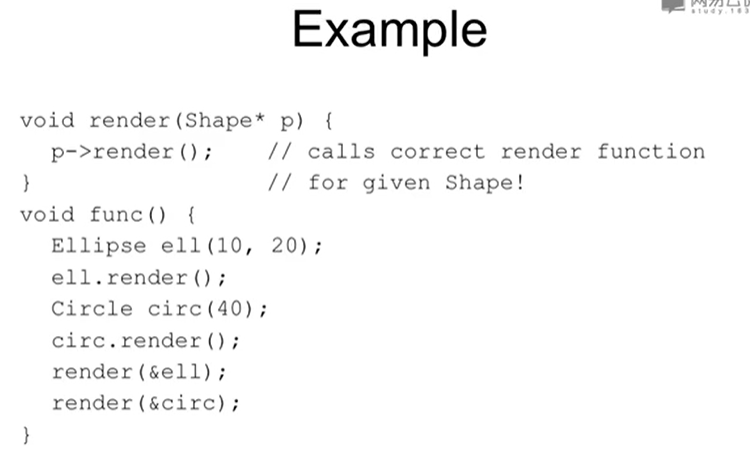 Example
void render(Shape* p) {
   p->render();    // calls correct render function
}                  // for given Shape!
void func() {
   Ellipse ell(10, 20);
   ell.render();
   Circle circ(40);
   circ.render();
   render(&ell);
   render(&circ);
}